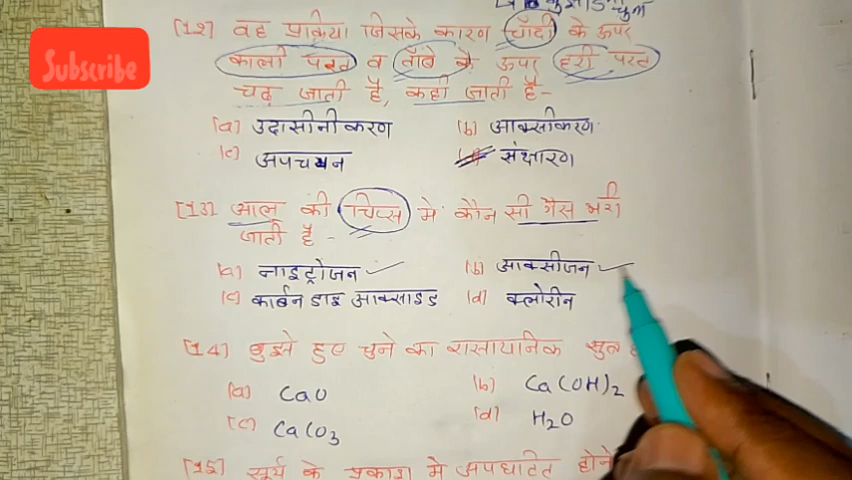 Subscribe
[12] वह प्रक्रिया जिसके कारण चाँदी के ऊपर
काली परत व ताँबे के ऊपर हरी परत
चढ़ जाती है, कही जाती है-
(a) उदासीनीकरण (b) आक्सीकरण
(c) अपचयन संक्षारण
[13] आलू की चिप्स मे कौन सी गैस भरी
जाती है -
(a) नाइट्रोजन (b) आक्सीजन
(c) कार्बन डाइ आक्साइड (d) क्लोरीन
[14] बुझे हुए चुने का रासायानिक सुत्र
(a) CaO (b) Ca(OH)2
(c) CaCO3 (d) H2O
[15] सूर्य के प्रकाश मे अपघटित होने